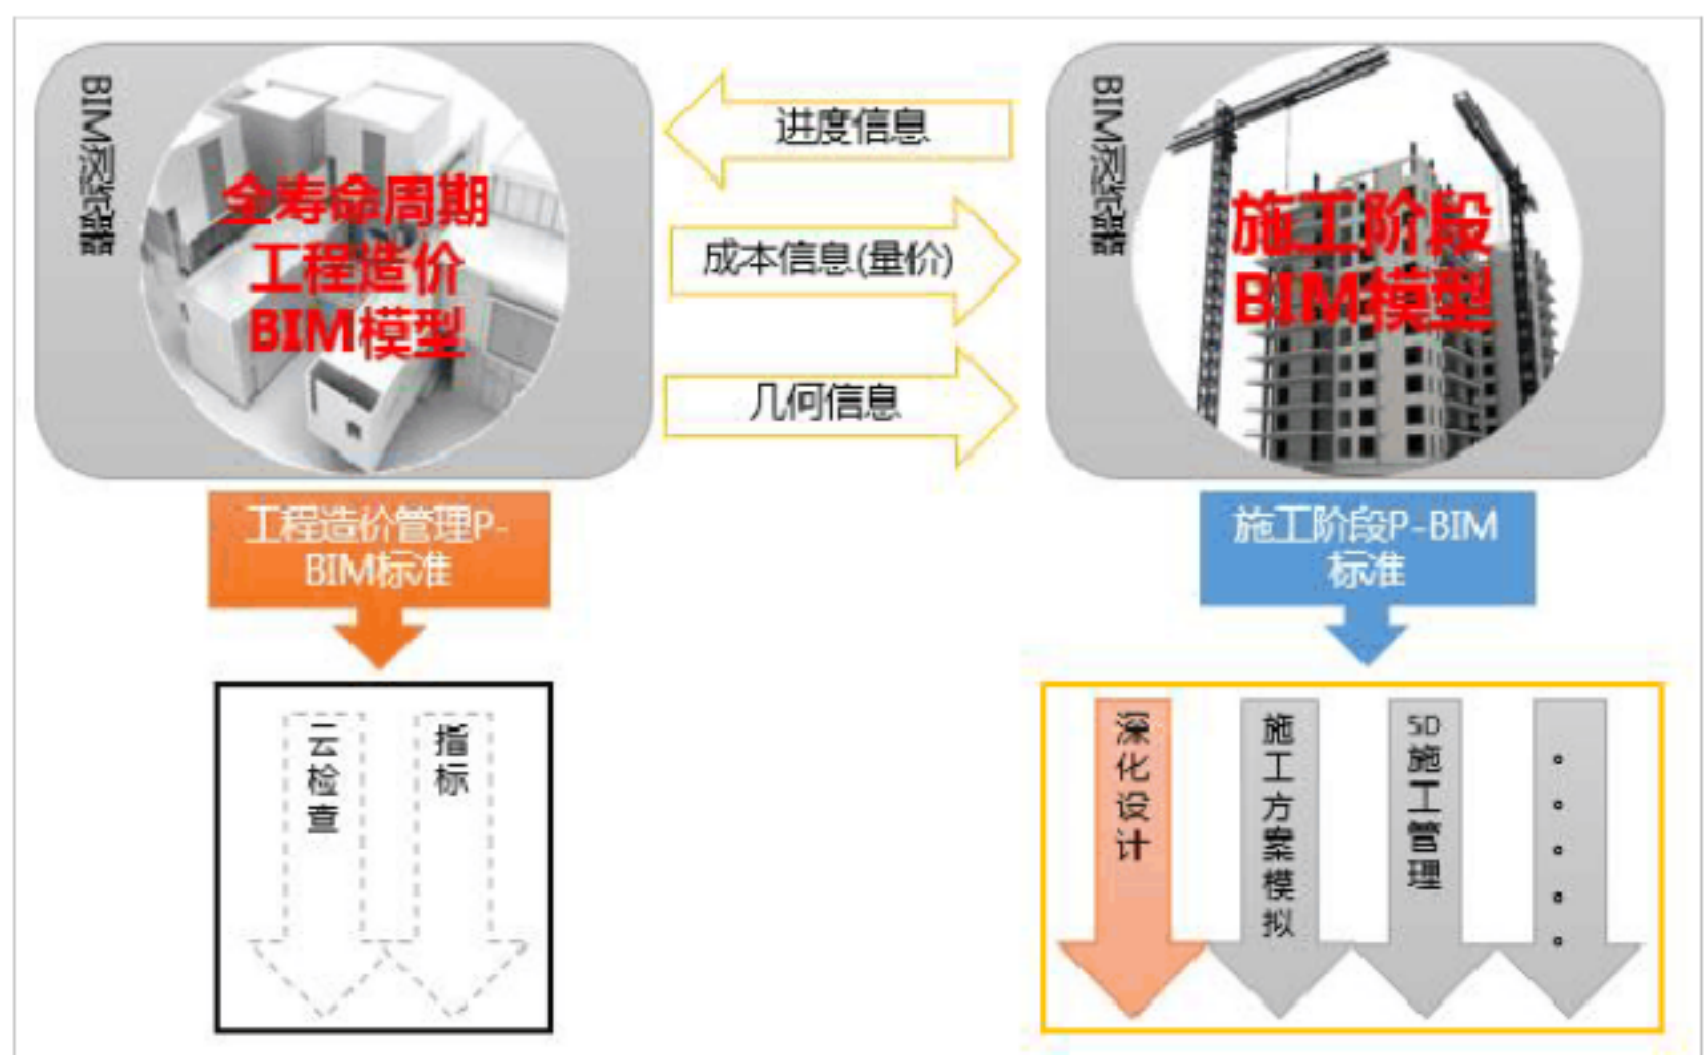 BIM浏览器
全寿命周期
工程造价
BIM模型
进度信息
成本信息(量价)
几何信息
BIM浏览器
施工阶段
BIM模型
工程造价管理P-
BIM标准
施工阶段P-BIM
标准
云检查
指标
深化设计
施工方案模拟
5D施工管理
。。。。。